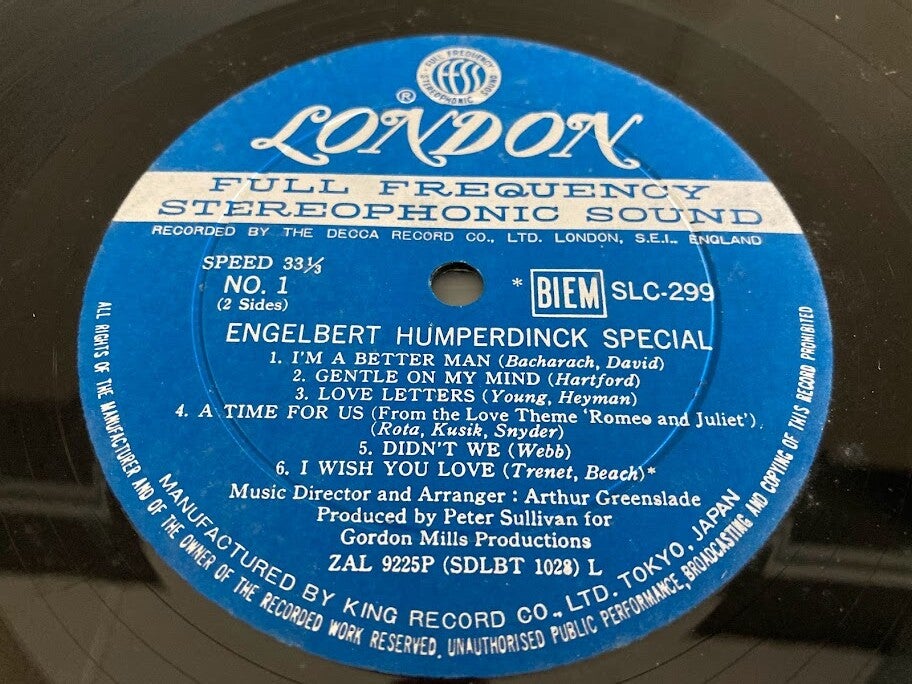 FULL FREQUENCY
FFSS
STEREOPHONIC SOUND
®
LONDON
FULL FREQUENCY
STEREOPHONIC SOUND
RECORDED BY THE DECCA RECORD CO., LTD. LONDON, S.E.I., ENGLAND
SPEED 33⅓
NO. 1
(2 Sides)
* BIEM SLC-299
ENGELBERT HUMPERDINCK SPECIAL
1. I'M A BETTER MAN (Bacharach, David)
2. GENTLE ON MY MIND (Hartford)
3. LOVE LETTERS (Young, Heyman)
4. A TIME FOR US (From the Love Theme 'Romeo and Juliet')
(Rota, Kusik, Snyder)
5. DIDN'T WE (Webb)
6. I WISH YOU LOVE (Trenet, Beach)*
Music Director and Arranger : Arthur Greenslade
Produced by Peter Sullivan for
Gordon Mills Productions
ZAL 9225P (SDLBT 1028) L
MANUFACTURED BY KING RECORD CO., LTD. TOKYO, JAPAN
ALL RIGHTS OF THE MANUFACTURER AND OF THE OWNER OF THE RECORDED WORK RESERVED. UNAUTHORISED PUBLIC PERFORMANCE, BROADCASTING AND COPYING OF THIS RECORD PROHIBITED